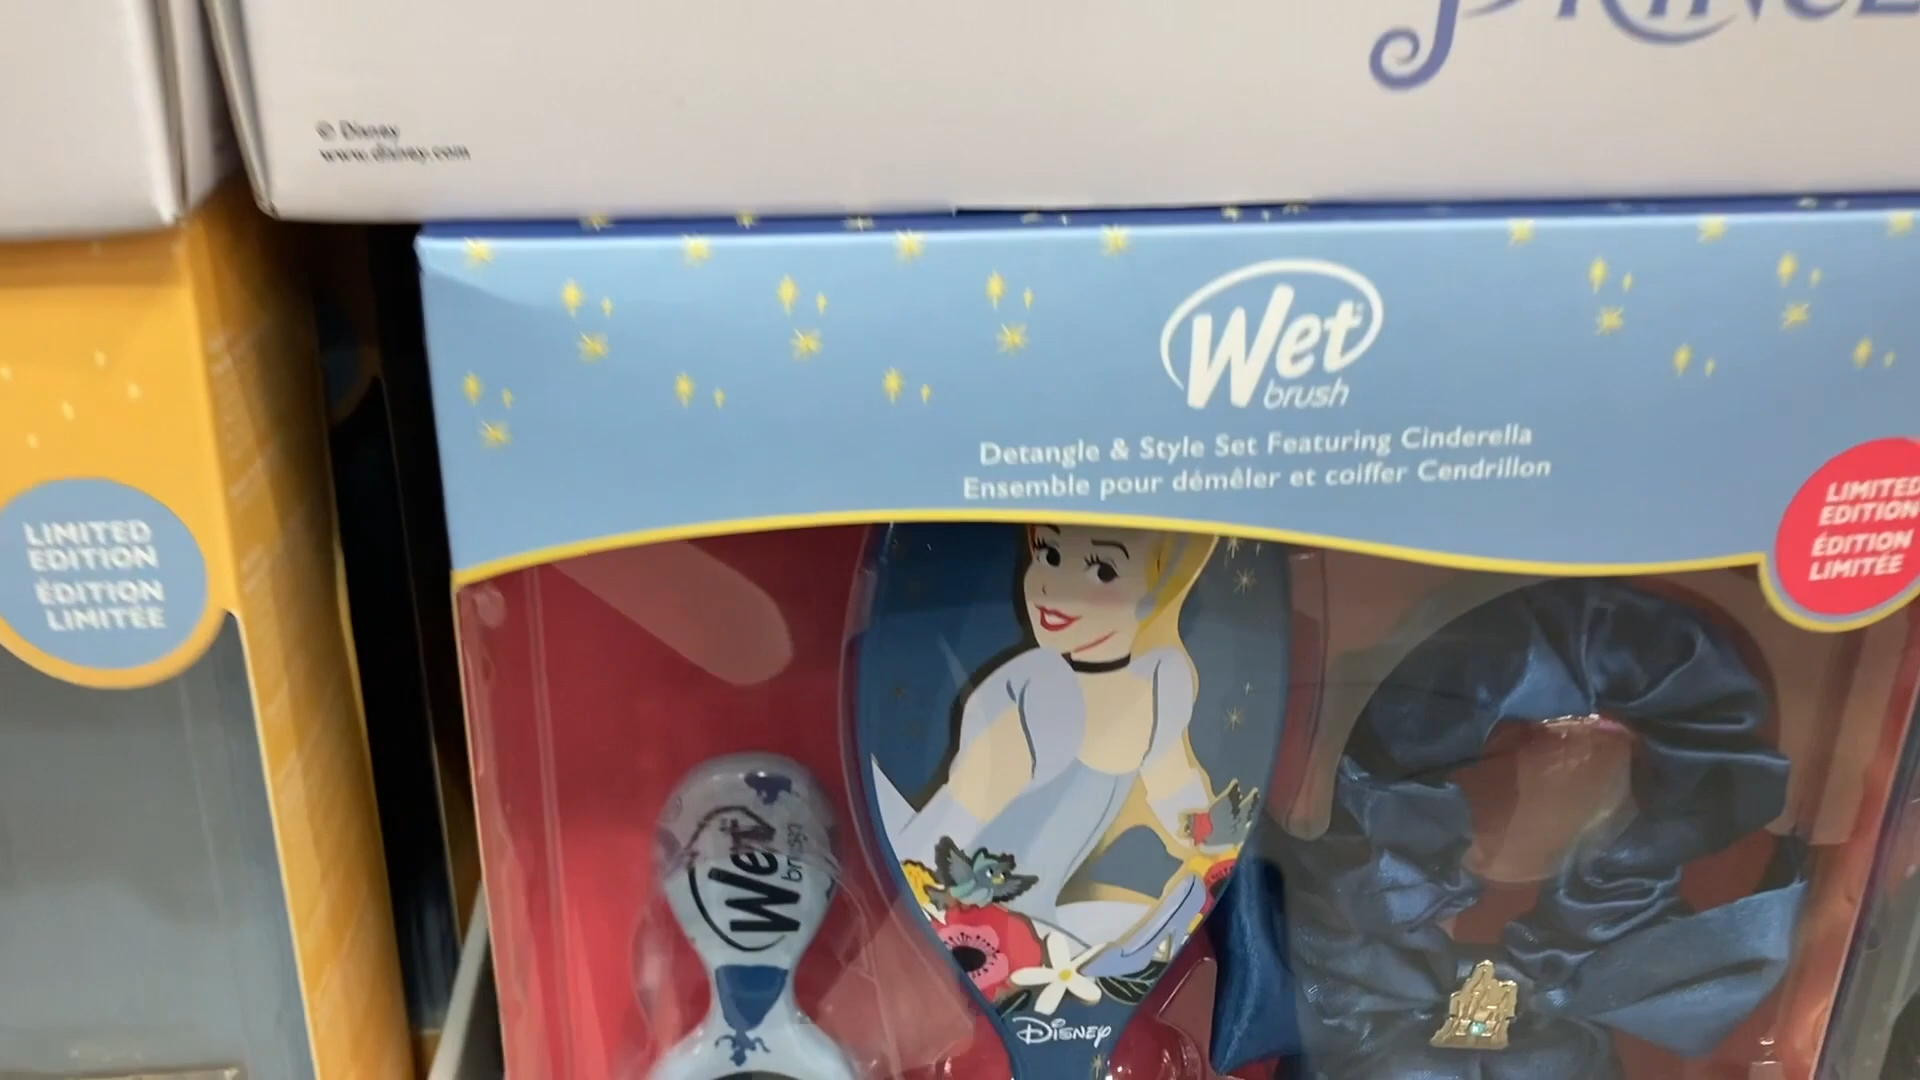 © Disney
www.disney.com
Wet
brush
Detangle & Style Set Featuring Cinderella
Ensemble pour démêler et coiffer Cendrillon
LIMITED
EDITION
ÉDITION
LIMITÉE
LIMITED
EDITION
ÉDITION
LIMITÉE
Wet
brush
Disney